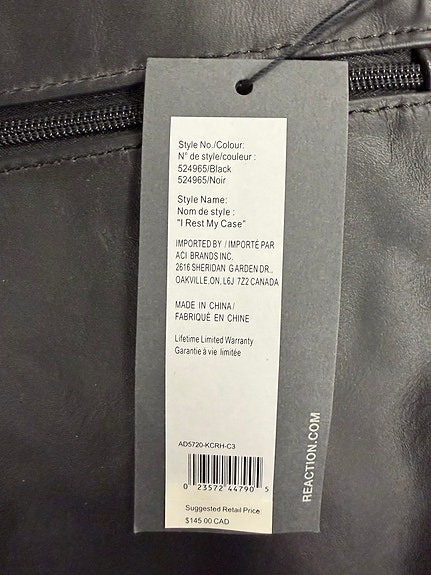 Style No./Colour:
N° de style/couleur :
524965/Black
524965/Noir
Style Name:
Nom de style :
"I Rest My Case"
IMPORTED BY / IMPORTÉ PAR
ACI BRANDS INC.
2616 SHERIDAN GARDEN DR.,
OAKVILLE,ON, L6J 7Z2 CANADA
MADE IN CHINA/
FABRIQUÉ EN CHINE
Lifetime Limited Warranty
Garantie à vie limitée
AD5720-KCRH-C3
0 23572 44790 5
Suggested Retail Price:
$145.00 CAD
REACTION.COM